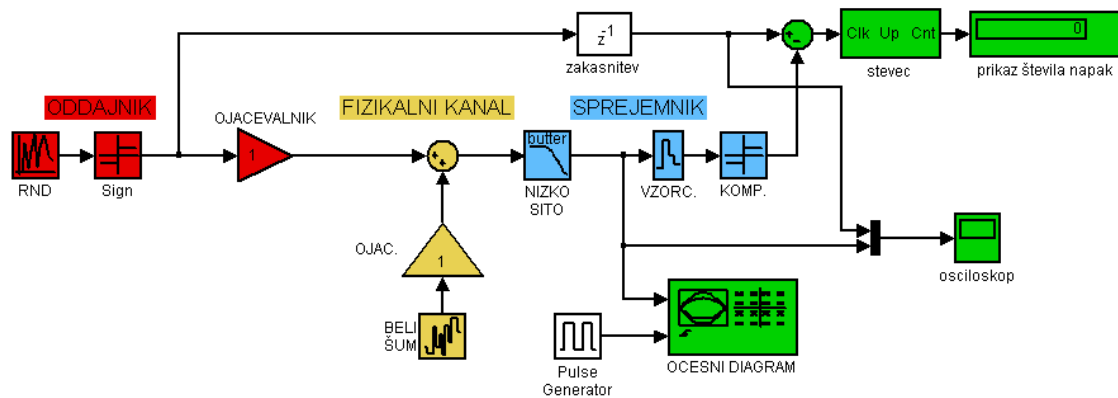 z-1
zakasnitev
Clk Up Cnt
stevec
0
prikaz števila napak
ODDAJNIK
FIZIKALNI KANAL
SPREJEMNIK
OJACEVALNIK
1
RND
Sign
butter
NIZKO
SITO
VZORC.
KOMP.
OJAC.
1
osciloskop
BELI
ŠUM
Pulse
Generator
OCESNI DIAGRAM